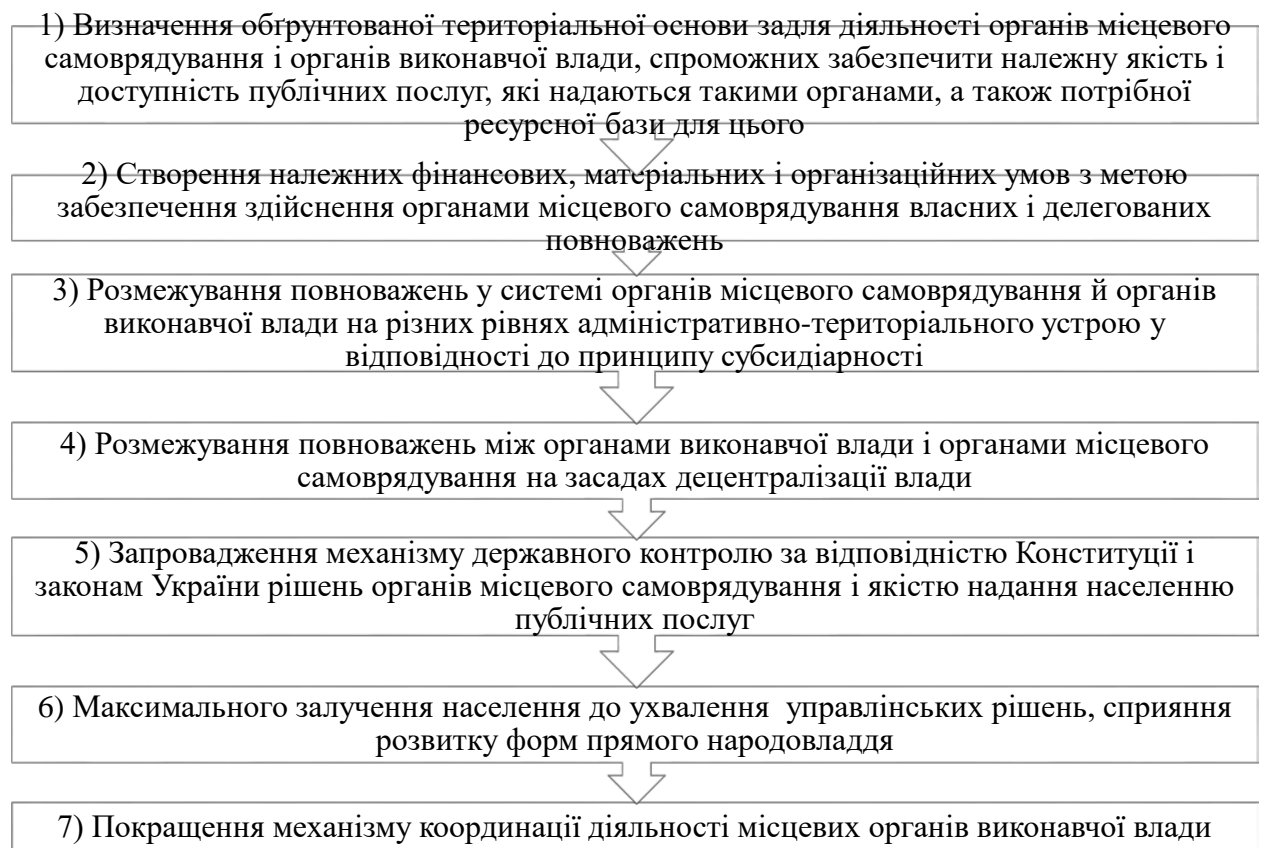 1) Визначення обґрунтованої територіальної основи задля діяльності органів місцевого
самоврядування і органів виконавчої влади, спроможних забезпечити належну якість і
доступність публічних послуг, які надаються такими органами, а також потрібної
ресурсної бази для цього
2) Створення належних фінансових, матеріальних і організаційних умов з метою
забезпечення здійснення органами місцевого самоврядування власних і делегованих
повноважень
3) Розмежування повноважень у системі органів місцевого самоврядування й органів
виконавчої влади на різних рівнях адміністративно-територіального устрою у
відповідності до принципу субсидіарності
4) Розмежування повноважень між органами виконавчої влади і органами місцевого
самоврядування на засадах децентралізації влади
5) Запровадження механізму державного контролю за відповідністю Конституції і
законам України рішень органів місцевого самоврядування і якістю надання населенню
публічних послуг
6) Максимального залучення населення до ухвалення  управлінських рішень, сприяння
розвитку форм прямого народовладдя
7) Покращення механізму координації діяльності місцевих органів виконавчої влади